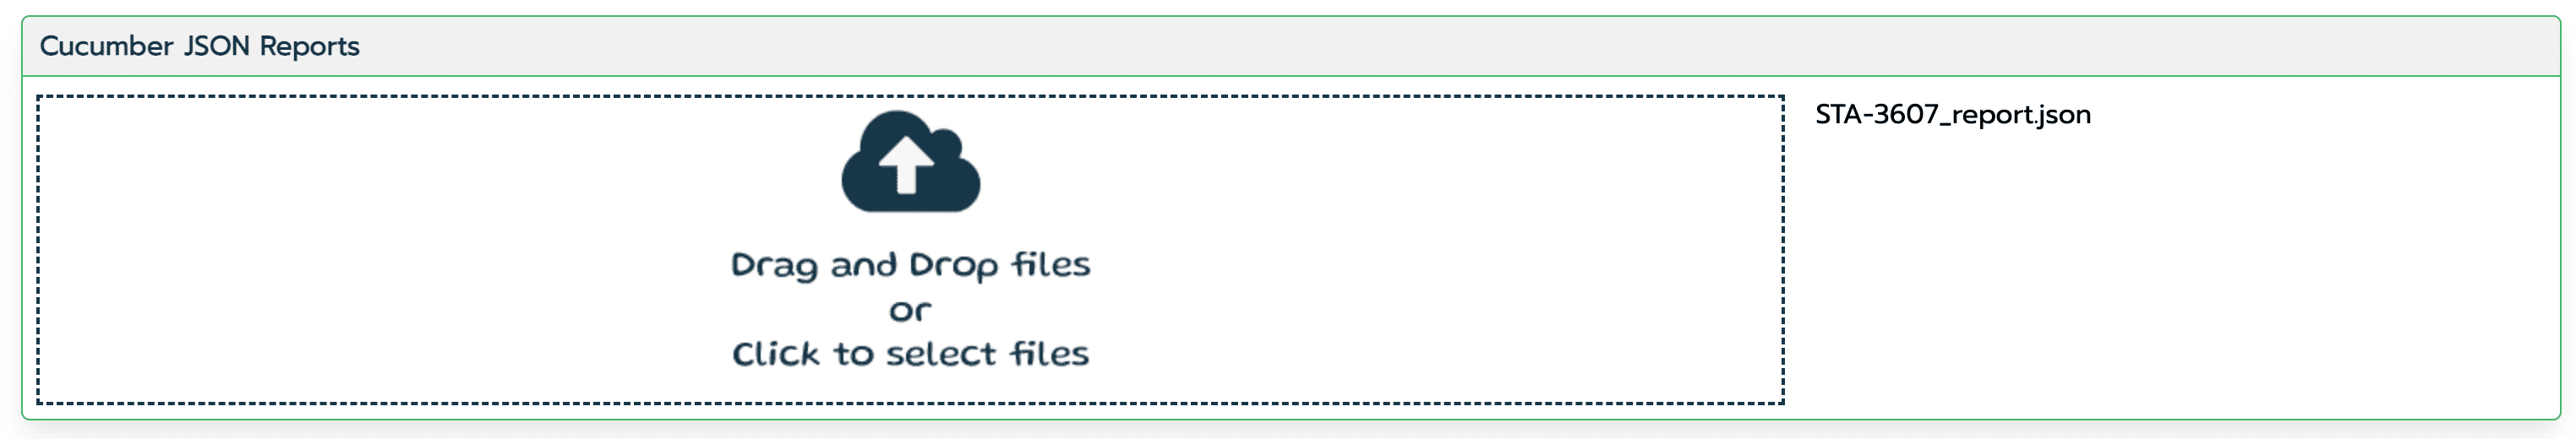 Cucumber JSON Reports
STA-3607_report.json
Drag and Drop files
or
Click to select files